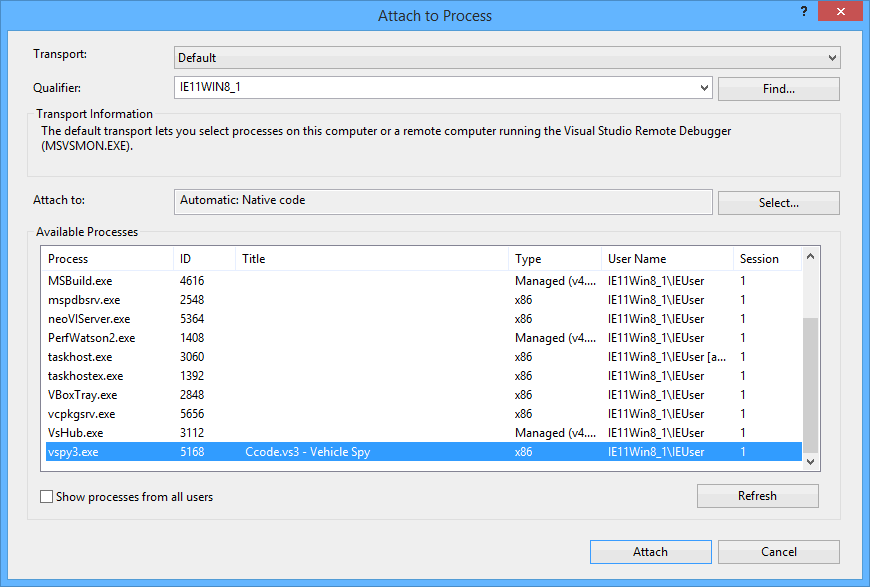 Attach to Process
?
Transport:
Default
Qualifier:
IE11WIN8_1
Find...
Transport Information
The default transport lets you select processes on this computer or a remote computer running the Visual Studio Remote Debugger
(MSVSMON.EXE).
Attach to:
Automatic: Native code
Select...
Available Processes
Process ID Title Type User Name Session
MSBuild.exe 4616 Managed (v4.... IE11Win8_1\IEUser 1
mspdbsrv.exe 2548 x86 IE11Win8_1\IEUser 1
neoVIServer.exe 5364 x86 IE11Win8_1\IEUser 1
PerfWatson2.exe 1408 Managed (v4.... IE11Win8_1\IEUser 1
taskhost.exe 3060 x86 IE11Win8_1\IEUser [a... 1
taskhostex.exe 1392 x86 IE11Win8_1\IEUser 1
VBoxTray.exe 2848 x86 IE11Win8_1\IEUser 1
vcpkgsrv.exe 5656 x86 IE11Win8_1\IEUser 1
VsHub.exe 3112 Managed (v4.... IE11Win8_1\IEUser 1
vspy3.exe 5168 Ccode.vs3 - Vehicle Spy x86 IE11Win8_1\IEUser 1
Show processes from all users
Refresh
Attach
Cancel